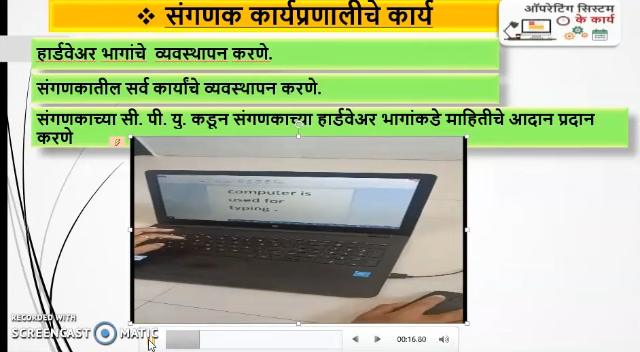 ❖ संगणक कार्यप्रणालीचे कार्य
ऑपरेटिंग सिस्टम
के कार्य
हार्डवेअर भागांचे व्यवस्थापन करणे.
संगणकातील सर्व कार्यांचे व्यवस्थापन करणे.
संगणकाच्या सी. पी. यु. कडून संगणकाच्या हार्डवेअर भागांकडे माहितीचे आदान प्रदान
करणे
computer is
used for
typing.
RECORDED WITH
SCREENCAST MATIC
00:16.80